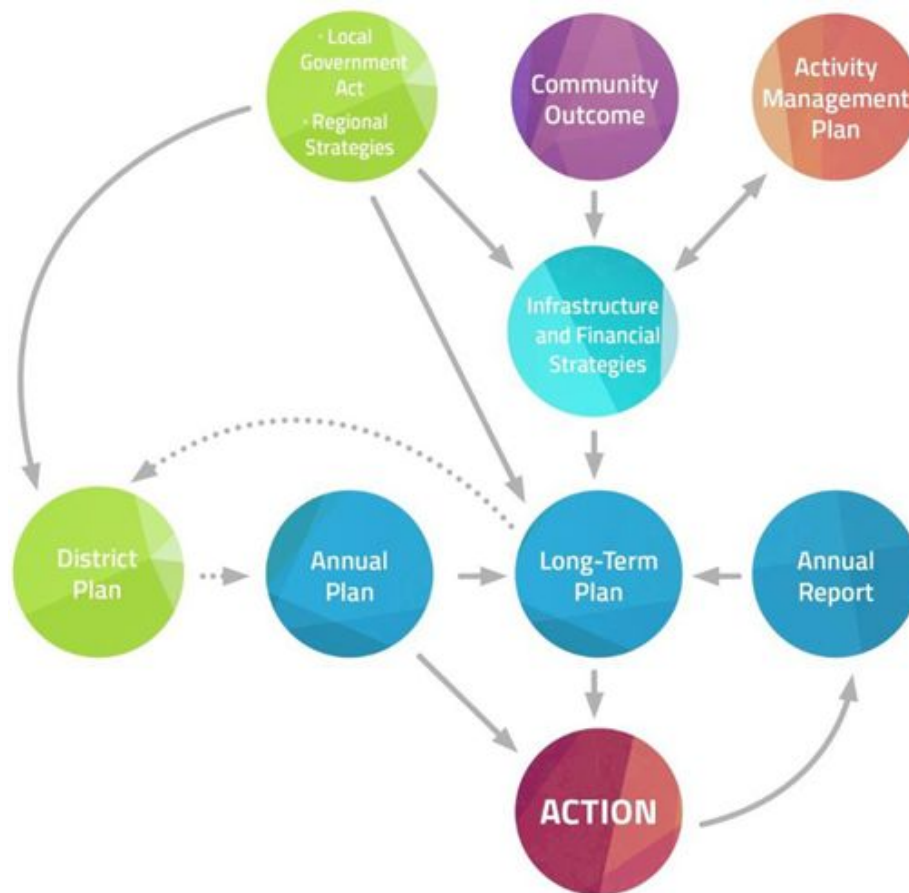 · Local
Government
Act
· Regional
Strategies
Community
Outcome
Activity
Management
Plan
Infrastructure
and Financial
Strategies
District
Plan
Annual
Plan
Long-Term
Plan
Annual
Report
ACTION